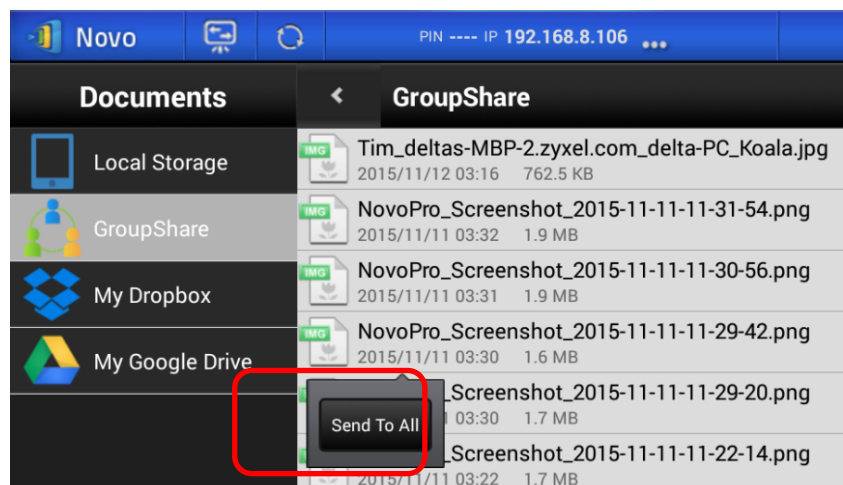 Novo
PIN ---- IP 192.168.8.106 ...
Documents
GroupShare
Local Storage
GroupShare
My Dropbox
My Google Drive
IMG
Tim_deltas-MBP-2.zyxel.com_delta-PC_Koala.jpg
2015/11/12 03:16 762.5 KB
IMG
NovoPro_Screenshot_2015-11-11-11-31-54.png
2015/11/11 03:32 1.9 MB
IMG
NovoPro_Screenshot_2015-11-11-11-30-56.png
2015/11/11 03:31 1.9 MB
IMG
NovoPro_Screenshot_2015-11-11-11-29-42.png
2015/11/11 03:30 1.6 MB
_Screenshot_2015-11-11-11-29-20.png
03:30 1.7 MB
Send To All
_Screenshot_2015-11-11-11-22-14.png
2015/11/11 03:22 1.7 MB